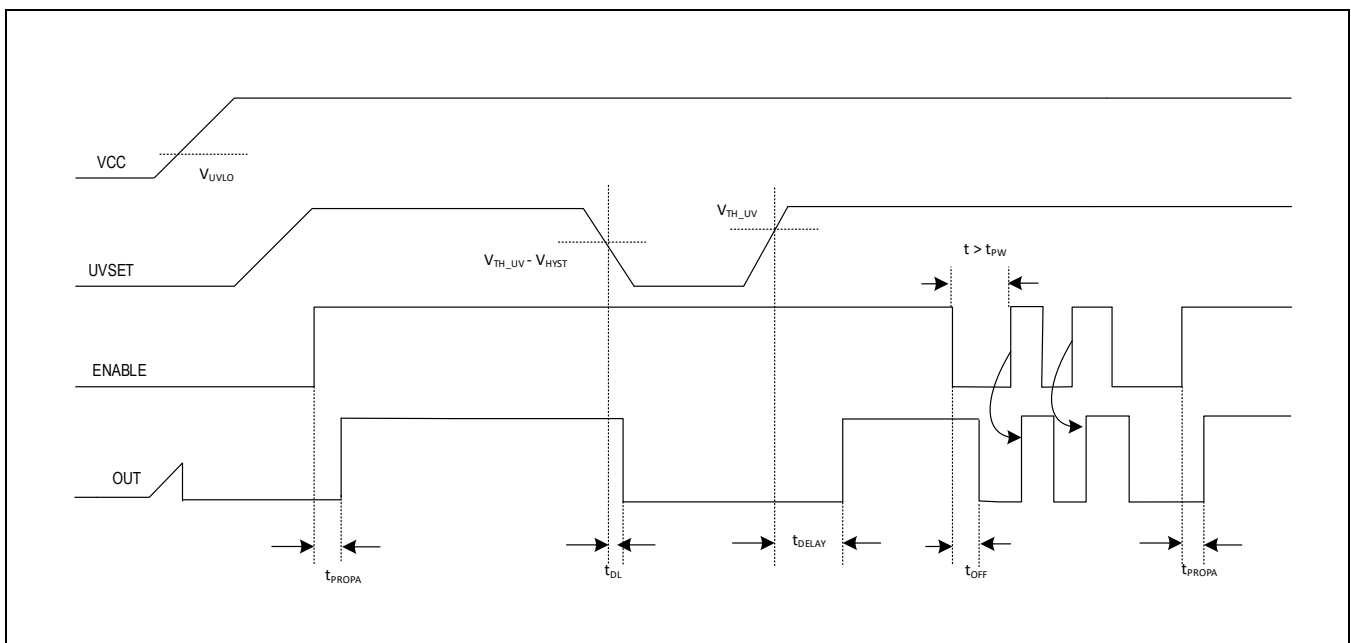 VCC
VUVLO
VTH_UV
VTH_UV - VHYST
t > tPW
UVSET
ENABLE
OUT
tDELAY
tPROPA
tDL
tOFF
tPROPA